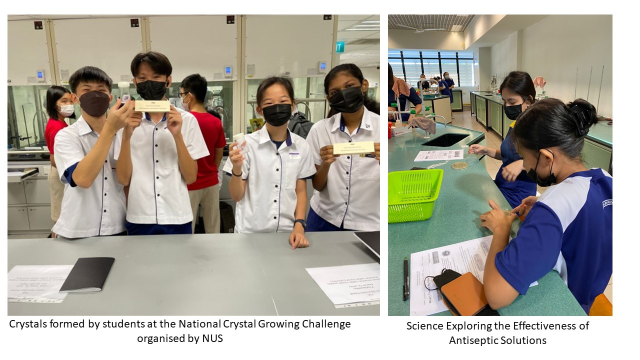 Crystals formed by students at the National Crystal Growing Challenge
organised by NUS
Science Exploring the Effectiveness of
Antiseptic Solutions